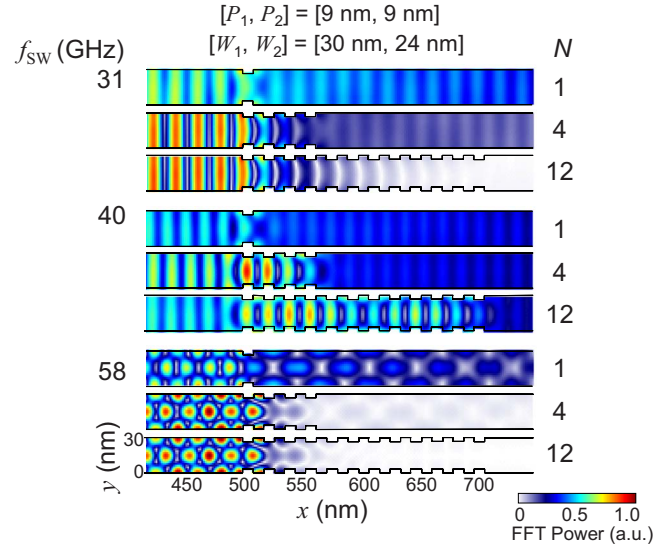 [P₁, P₂] = [9 nm, 9 nm]
[W₁, W₂] = [30 nm, 24 nm]
f_SW (GHz)
N
31
1
4
12
40
1
4
12
58
1
4
12
30
0
y (nm)
450 500 550 600 650 700
x (nm)
0 0.5 1.0
FFT Power (a.u.)